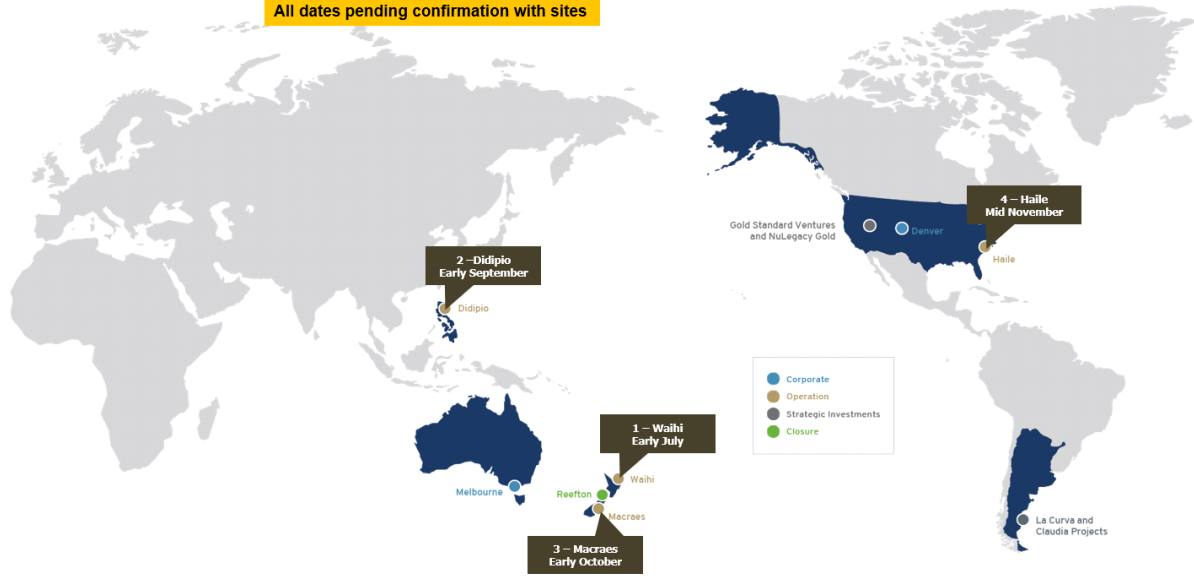 All dates pending confirmation with sites
4 – Haile
Mid November
Gold Standard Ventures
and NuLegacy Gold
Denver
Haile
2 –Didipio
Early September
Didipio
Corporate
Operation
Strategic Investments
Closure
1 – Waihi
Early July
Waihi
Melbourne
Reefton
Macraes
La Curva and
Claudia Projects
3 – Macraes
Early October